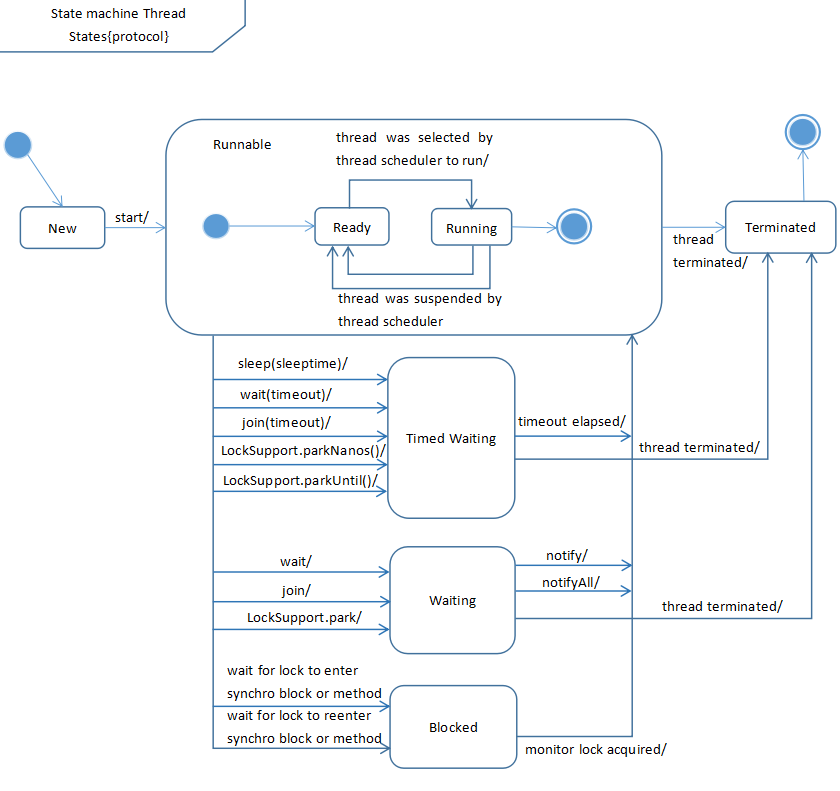 State machine Thread
States{protocol}
Runnable
thread was selected by
thread scheduler to run/
New
start/
Ready
Running
Terminated
thread
terminated/
thread was suspended by
thread scheduler
sleep(sleeptime)/
wait(timeout)/
join(timeout)/
LockSupport.parkNanos()/
LockSupport.parkUntil()/
Timed Waiting
timeout elapsed/
thread terminated/
wait/
join/
LockSupport.park/
Waiting
notify/
notifyAll/
thread terminated/
wait for lock to enter
synchro block or method
wait for lock to reenter
synchro block or method
Blocked
monitor lock acquired/